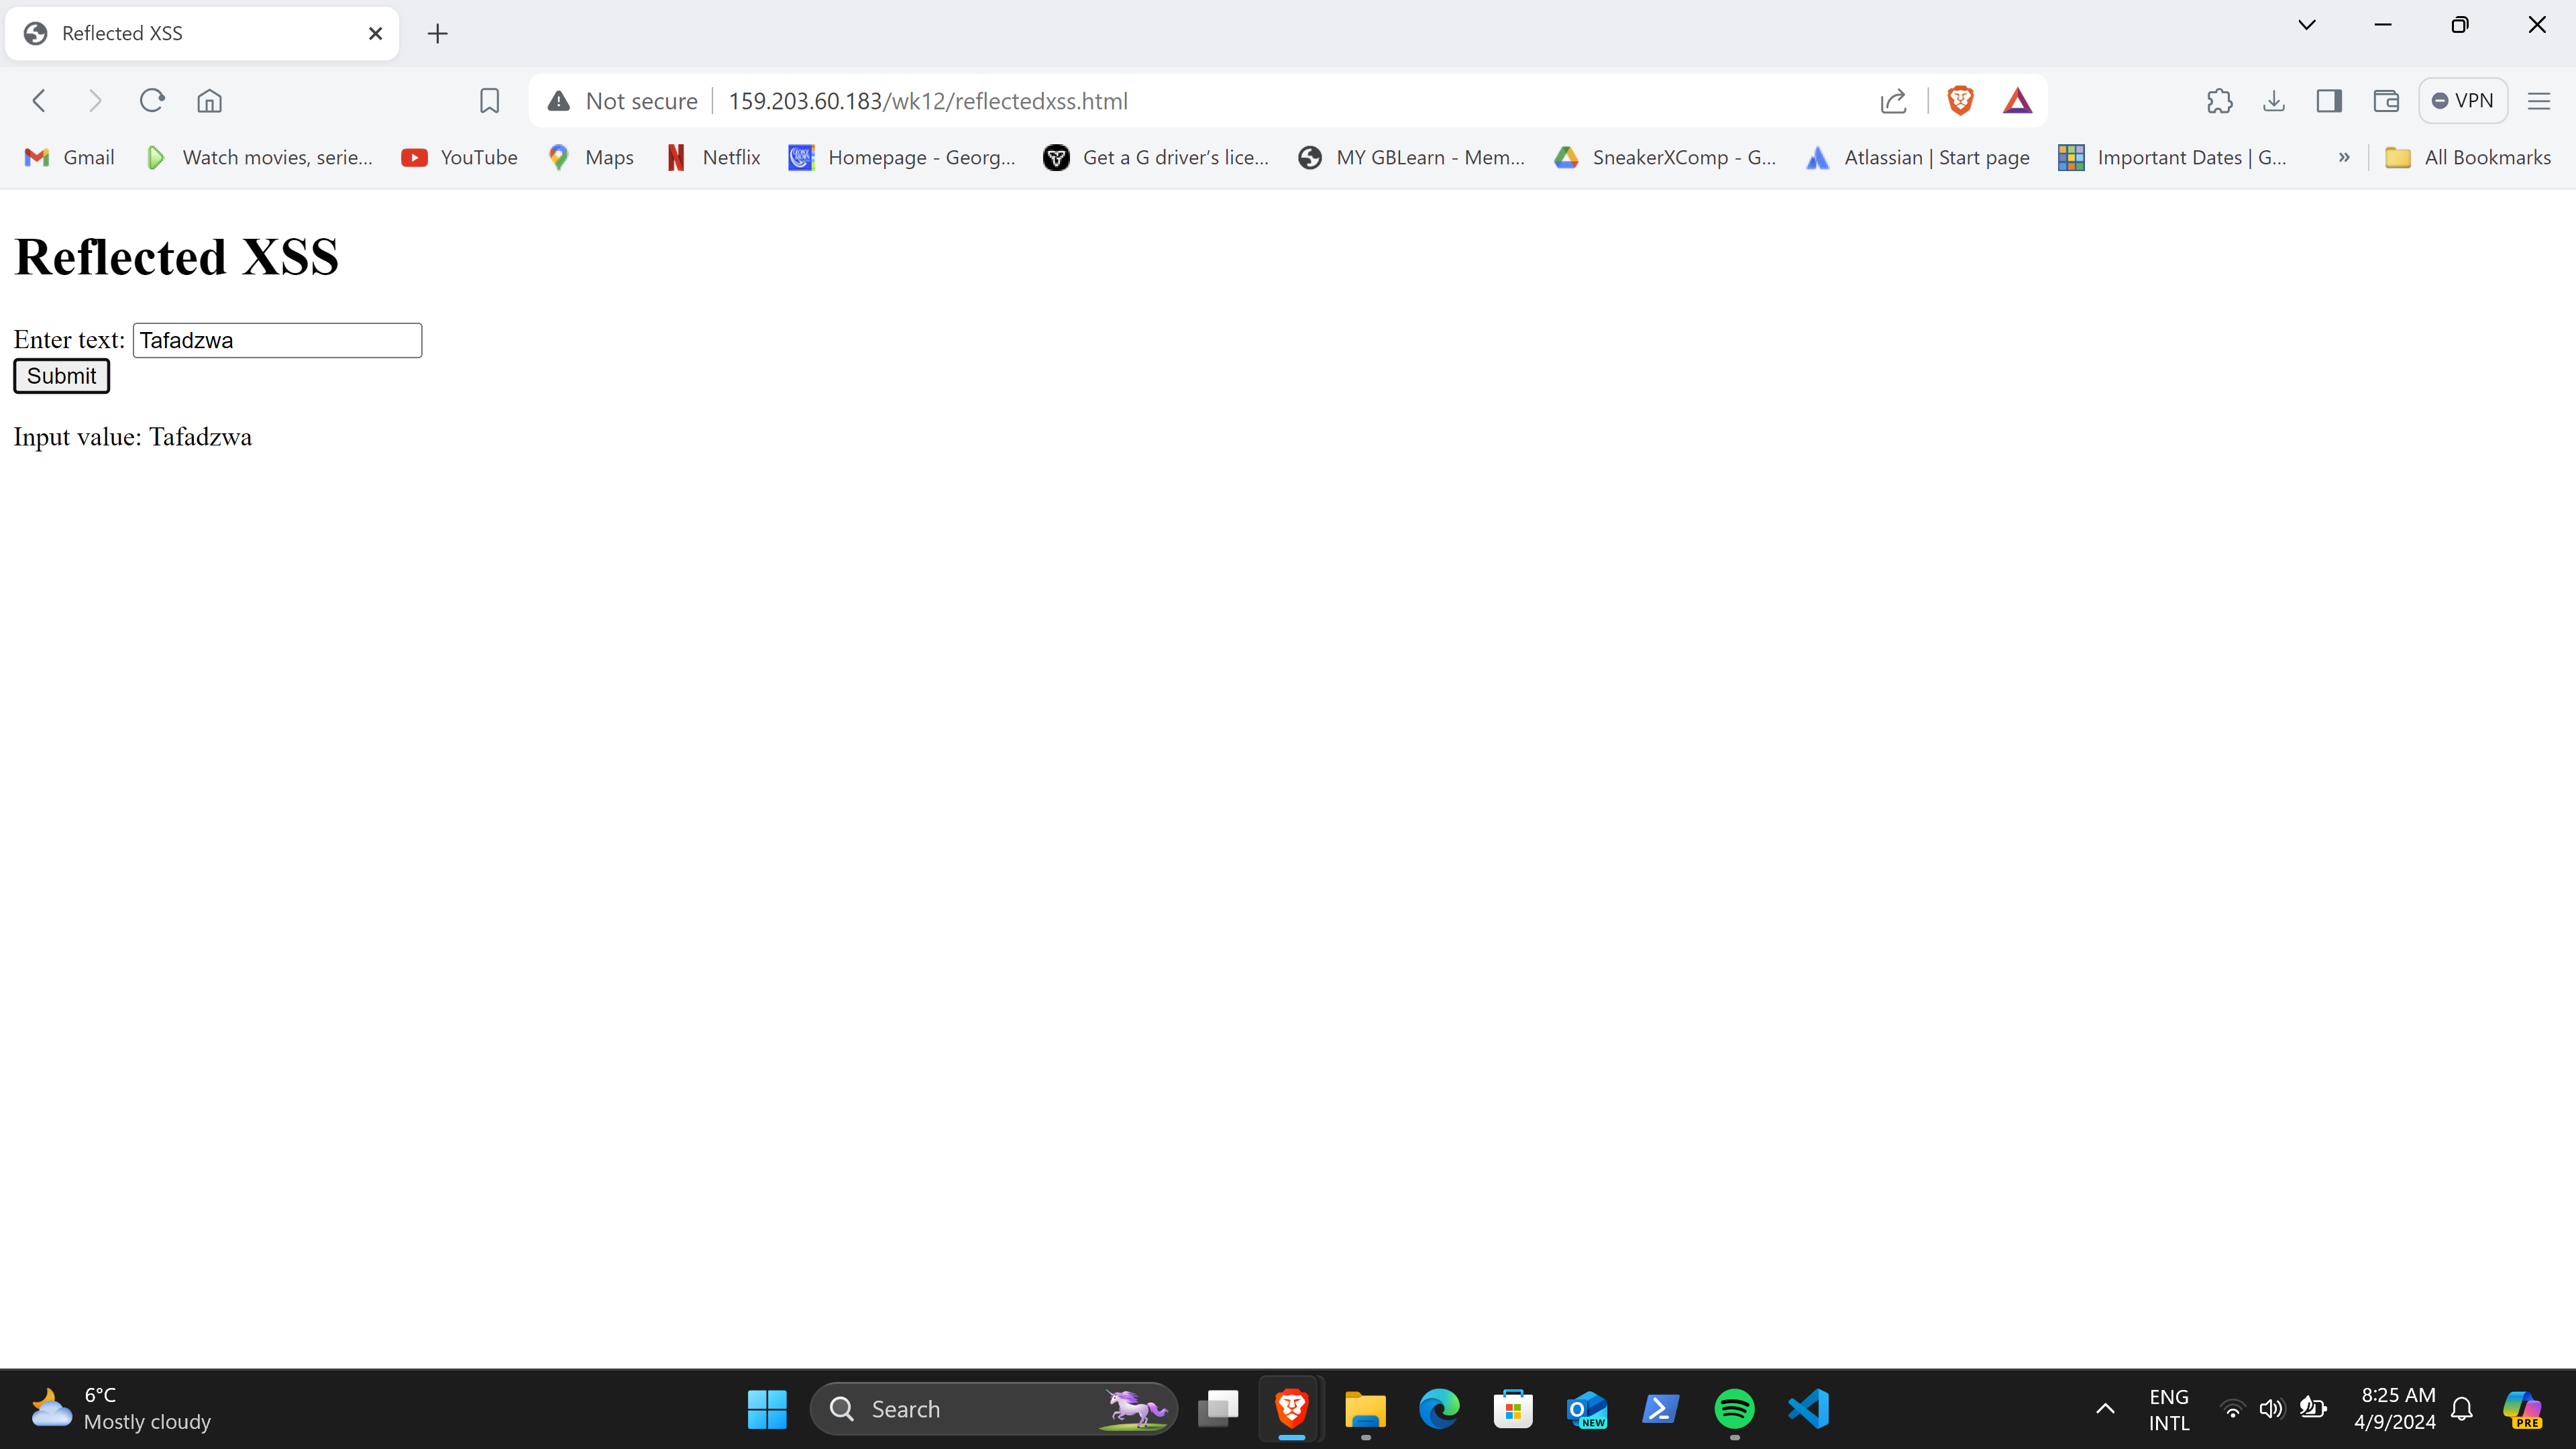 Reflected XSS
Not secure 159.203.60.183/wk12/reflectedxss.html VPN
Gmail Watch movies, serie... YouTube Maps Netflix Homepage - Georg... Get a G driver's lice... MY GBLearn - Mem... SneakerXComp - G... Atlassian | Start page Important Dates | G... » All Bookmarks
Reflected XSS
Enter text: Tafadzwa
Submit
Input value: Tafadzwa
6°C
Mostly cloudy
Search
NEW
ENG
INTL
8:25 AM
4/9/2024
PRE